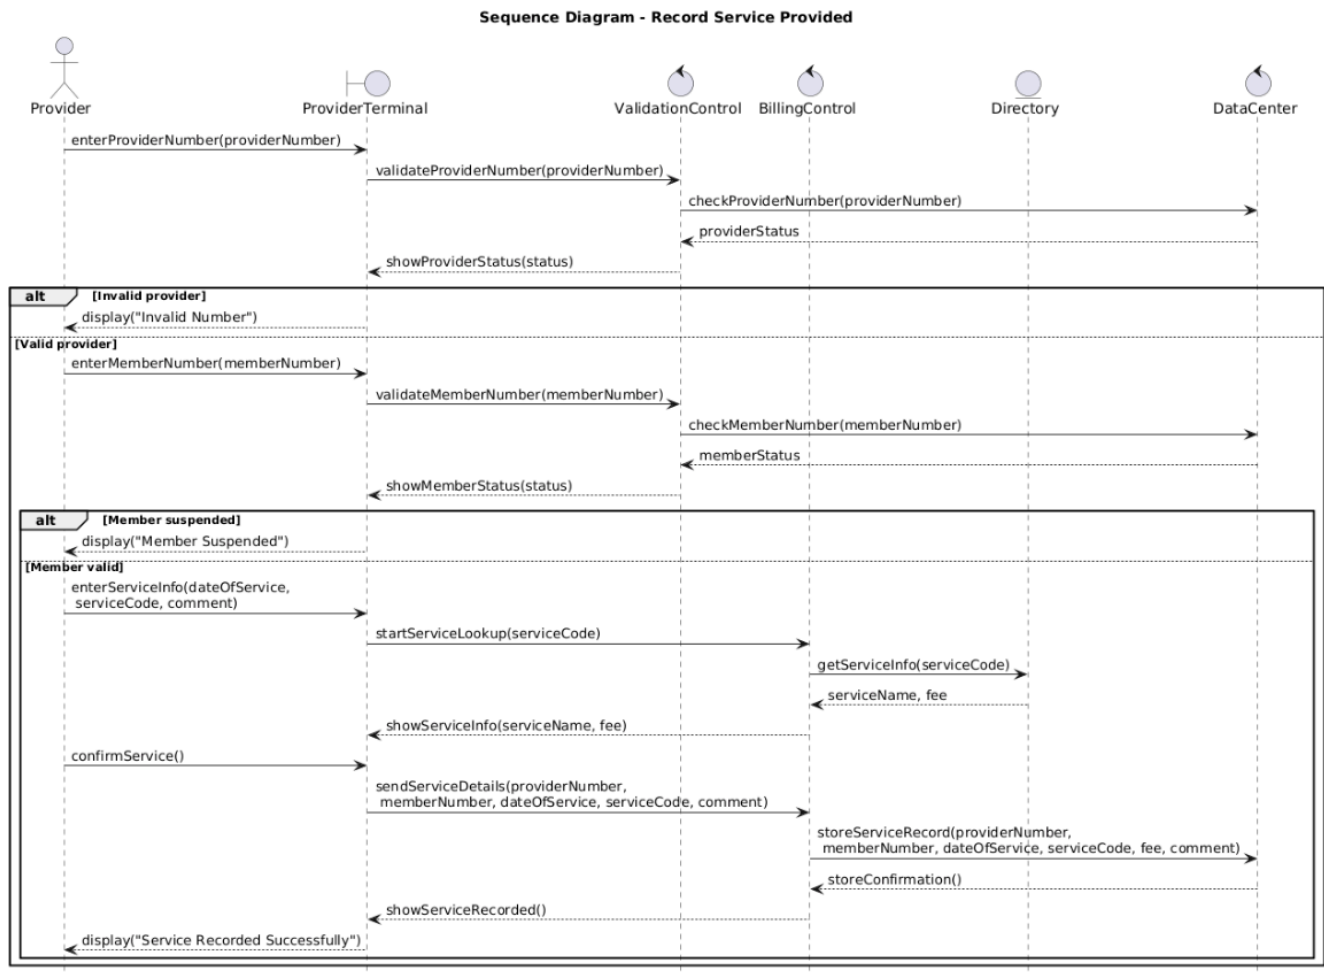 Sequence Diagram - Record Service Provided
Provider
ProviderTerminal
ValidationControl
BillingControl
Directory
DataCenter
enterProviderNumber(providerNumber)
validateProviderNumber(providerNumber)
checkProviderNumber(providerNumber)
providerStatus
showProviderStatus(status)
alt
[Invalid provider]
display("Invalid Number")
[Valid provider]
enterMemberNumber(memberNumber)
validateMemberNumber(memberNumber)
checkMemberNumber(memberNumber)
memberStatus
showMemberStatus(status)
alt
[Member suspended]
display("Member Suspended")
[Member valid]
enterServiceInfo(dateOfService,
serviceCode, comment)
startServiceLookup(serviceCode)
getServiceInfo(serviceCode)
serviceName, fee
showServiceInfo(serviceName, fee)
confirmService()
sendServiceDetails(providerNumber,
memberNumber, dateOfService, serviceCode, comment)
storeServiceRecord(providerNumber,
memberNumber, dateOfService, serviceCode, fee, comment)
storeConfirmation()
showServiceRecorded()
display("Service Recorded Successfully")